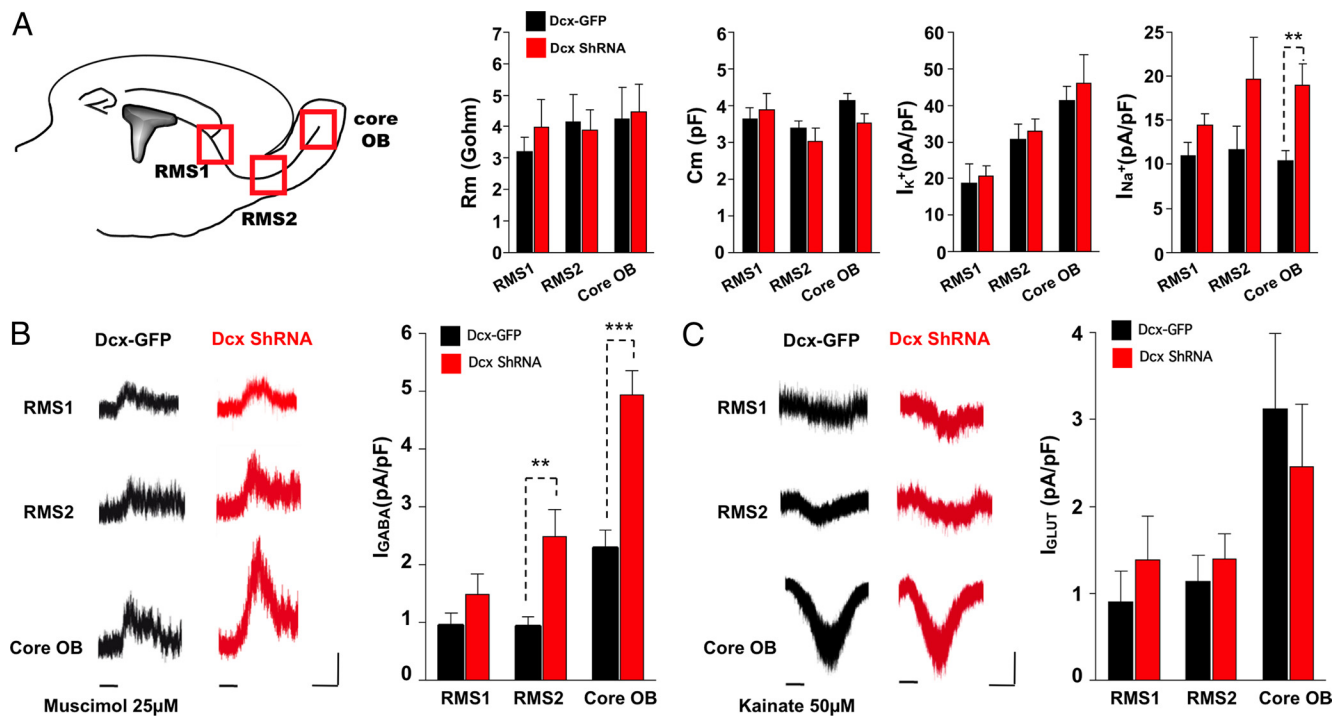 A
RMS1
RMS2
core
OB
Dcx-GFP
Dcx ShRNA
Rm (Gohm)
7
6
5
4
3
2
1
0
RMS1
RMS2
Core OB
Cm (pF)
6
5
4
3
2
1
0
RMS1
RMS2
Core OB
IK+(pA/pF)
60
50
40
30
20
10
0
RMS1
RMS2
Core OB
INa+(pA/pF)
25
20
15
10
5
0
**
RMS1
RMS2
Core OB
B
Dcx-GFP
Dcx ShRNA
RMS1
RMS2
Core OB
Muscimol 25µM
IGABA(pA/pF)
6
5
4
3
2
1
0
Dcx-GFP
Dcx ShRNA
**
***
RMS1
RMS2
Core OB
C
Dcx-GFP
Dcx ShRNA
RMS1
RMS2
Core OB
Kainate 50µM
IGLUT (pA/pF)
4
3
2
1
0
Dcx-GFP
Dcx ShRNA
RMS1
RMS2
Core OB